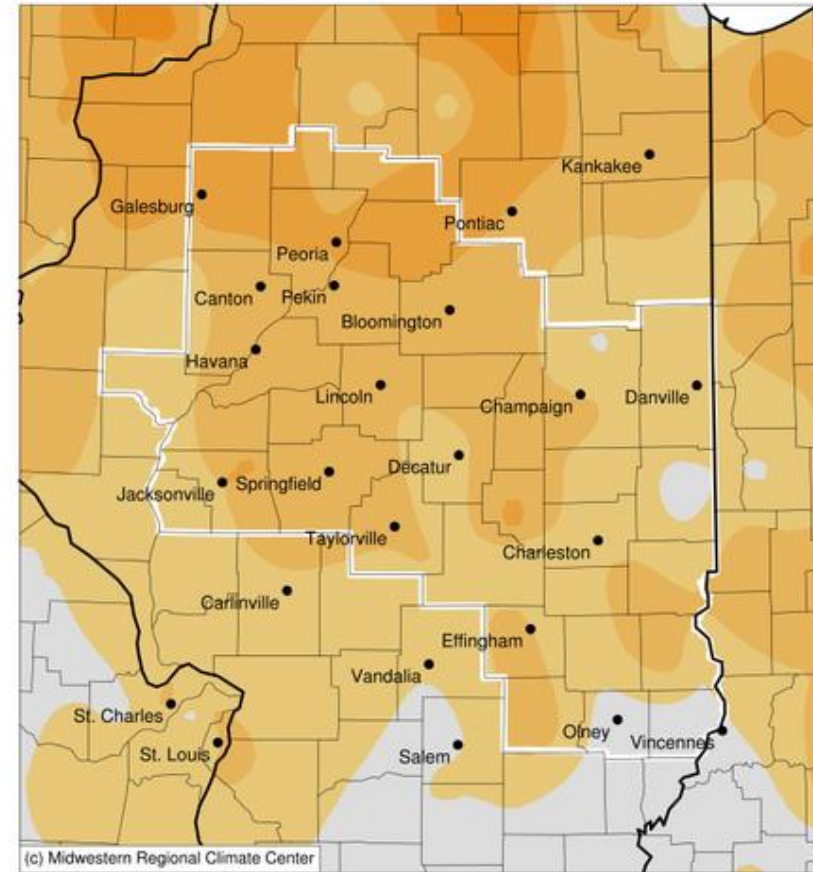 Kankakee
Galesburg
Pontiac
Peoria
Canton
Pekin
Bloomington
Havana
Lincoln
Champaign
Danville
Decatur
Jacksonville
Springfield
Taylorville
Charleston
Carlinville
Effingham
Vandalia
St. Charles
Olney
Vincennes
St. Louis
Salem
(c) Midwestern Regional Climate Center